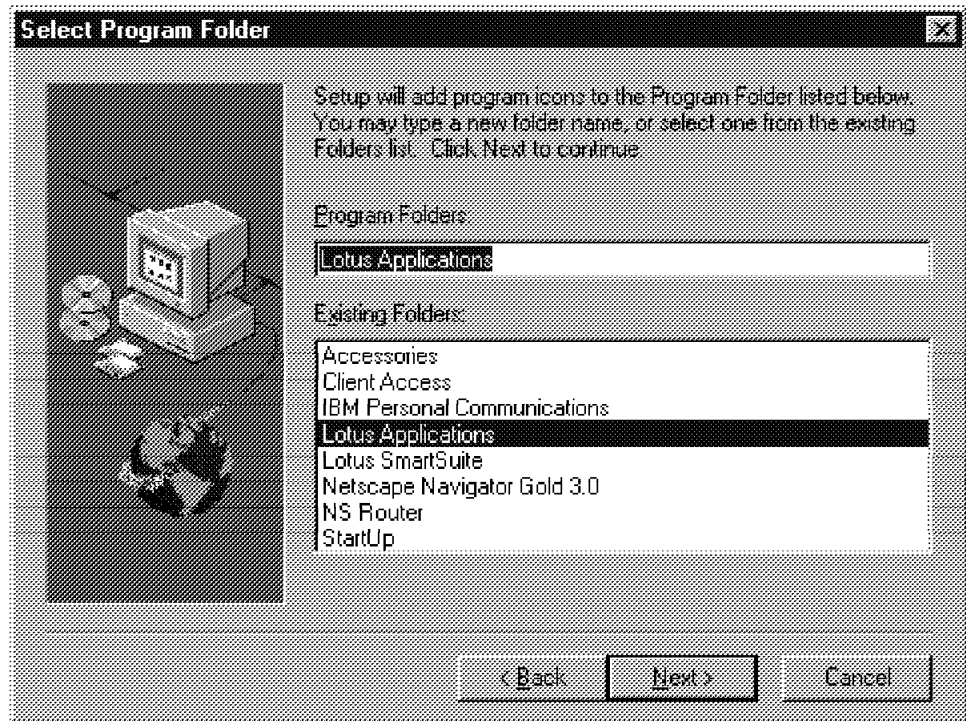 Select Program Folder
Setup will add program icons to the Program Folder listed below.
You may type a new folder name, or select one from the existing
Folders list.  Click Next to continue.
Program Folders:
Lotus Applications
Existing Folders:
Accessories
Client Access
IBM Personal Communications
Lotus Applications
Lotus SmartSuite
Netscape Navigator Gold 3.0
NS Router
StartUp
< Back
Next >
Cancel